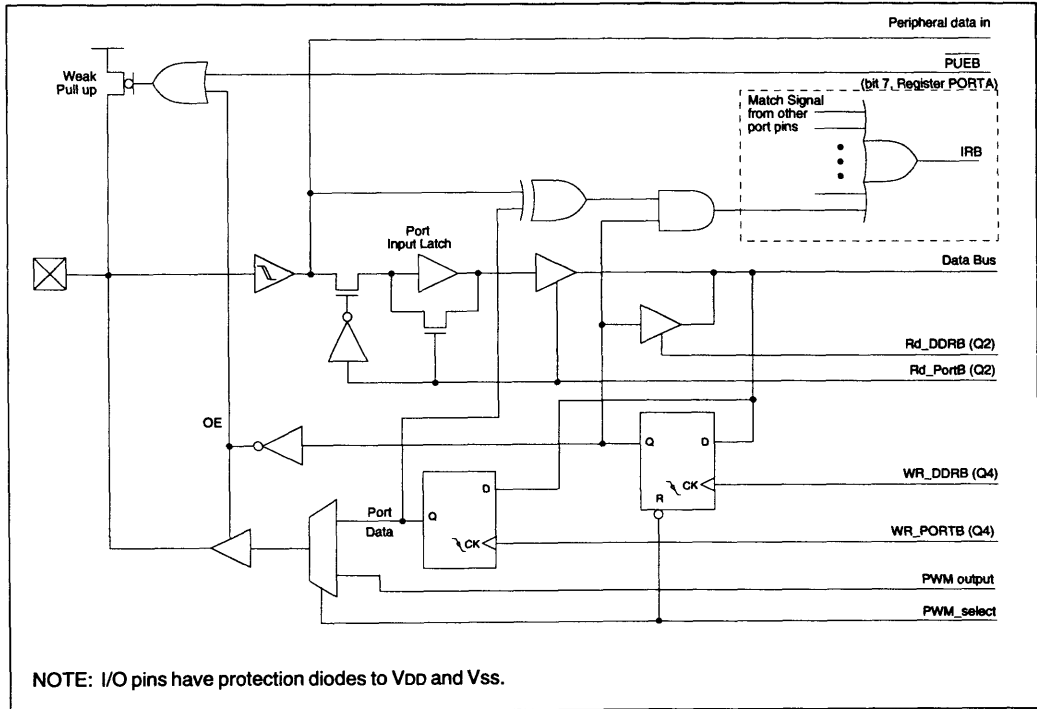 Peripheral data in
PUEB
(bit 7, Register PORTA)
Weak
Pull up
Match Signal
from other
port pins
IRB
Port
Input Latch
Data Bus
Rd_DDRB (Q2)
Rd_PortB (Q2)
OE
Q
D
R
CK
WR_DDRB (Q4)
Port
Data
Q
D
CK
WR_PORTB (Q4)
PWM output
PWM_select
NOTE: I/O pins have protection diodes to VDD and Vss.